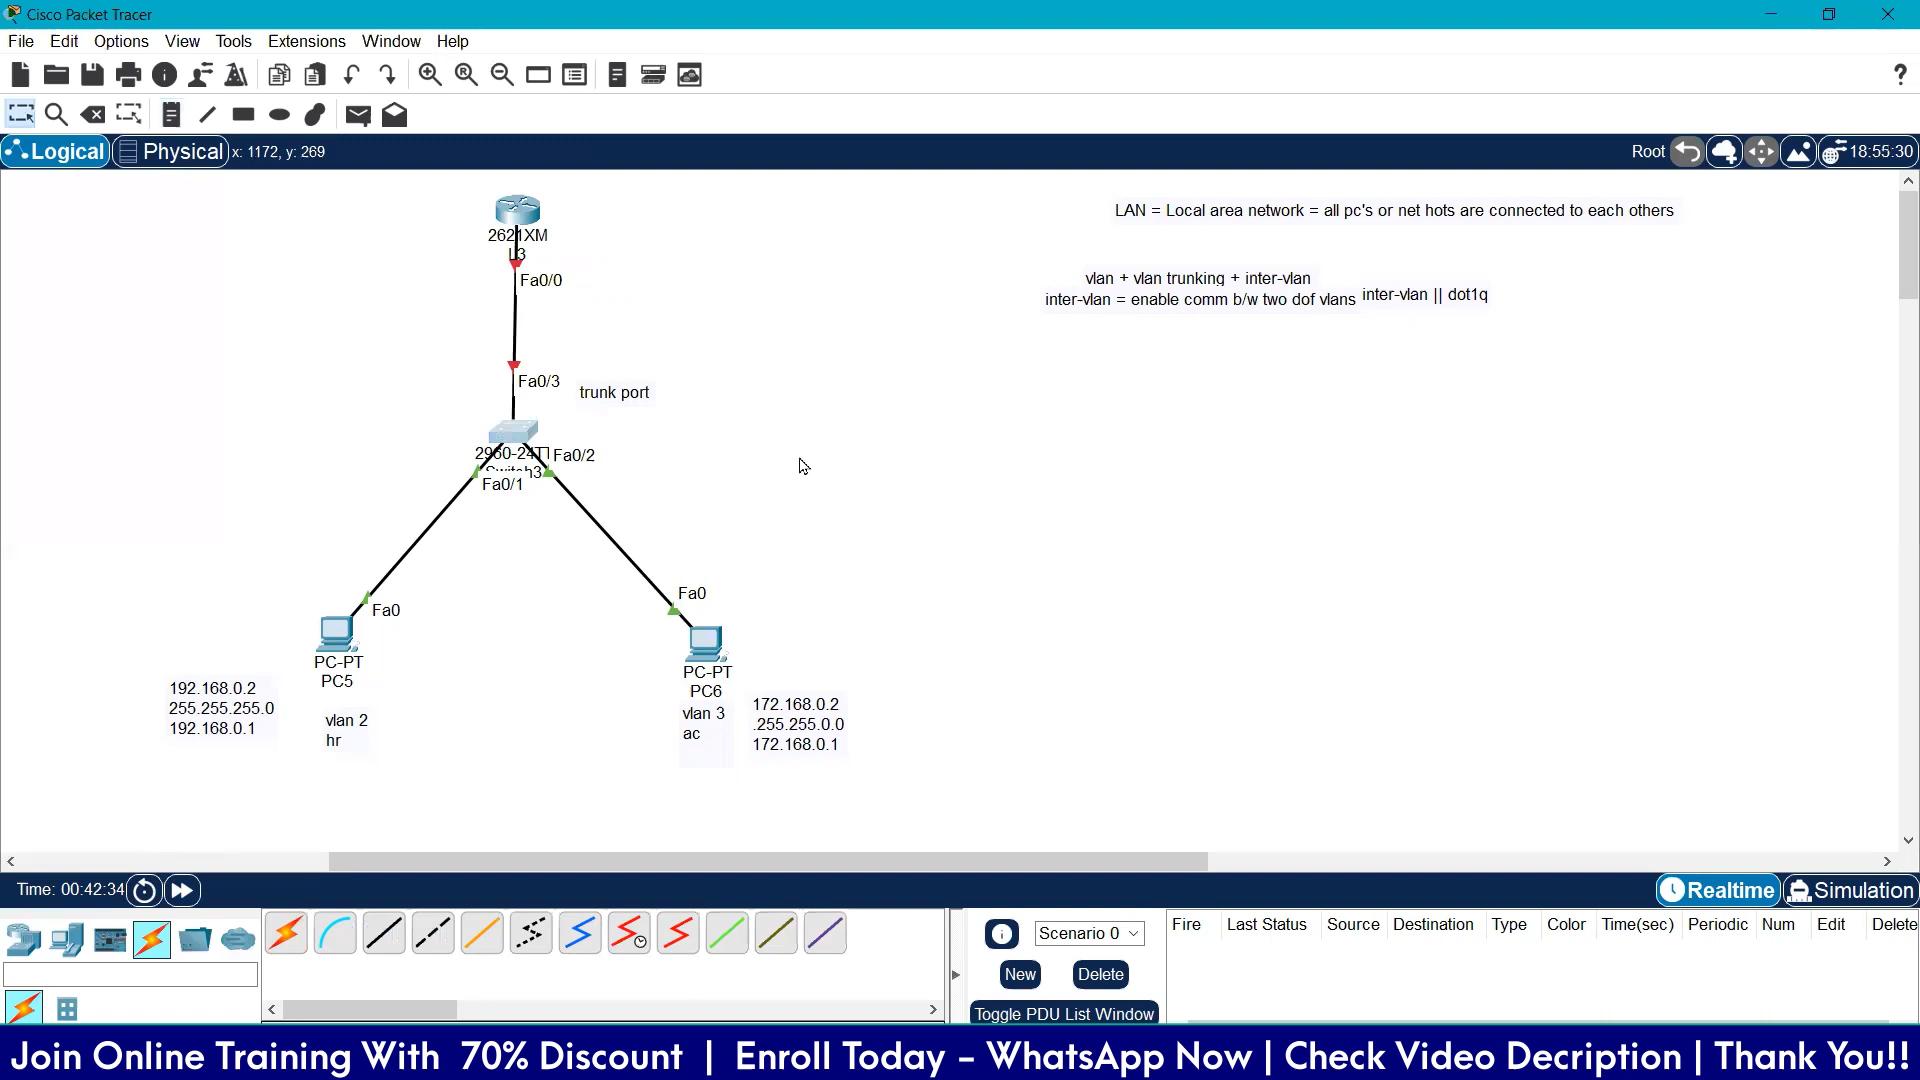 Cisco Packet Tracer
File Edit Options View Tools Extensions Window Help
?
Logical Physical x: 1172, y: 269 Root 18:55:30
2621XM
L3
Fa0/0
Fa0/3
trunk port
2960-24TT
Fa0/2
Switch3
Fa0/1
Fa0
PC-PT
PC5
192.168.0.2
255.255.255.0
192.168.0.1
vlan 2
hr
Fa0
PC-PT
PC6
vlan 3
ac
172.168.0.2
.255.255.0.0
172.168.0.1
LAN = Local area network = all pc's or net hots are connected to each others
vlan + vlan trunking + inter-vlan
inter-vlan = enable comm b/w two dof vlans
inter-vlan || dot1q
Time: 00:42:34 Realtime Simulation
Scenario 0
New Delete
Toggle PDU List Window
Fire Last Status Source Destination Type Color Time(sec) Periodic Num Edit Delete
Join Online Training With 70% Discount | Enroll Today – WhatsApp Now | Check Video Decription | Thank You!!